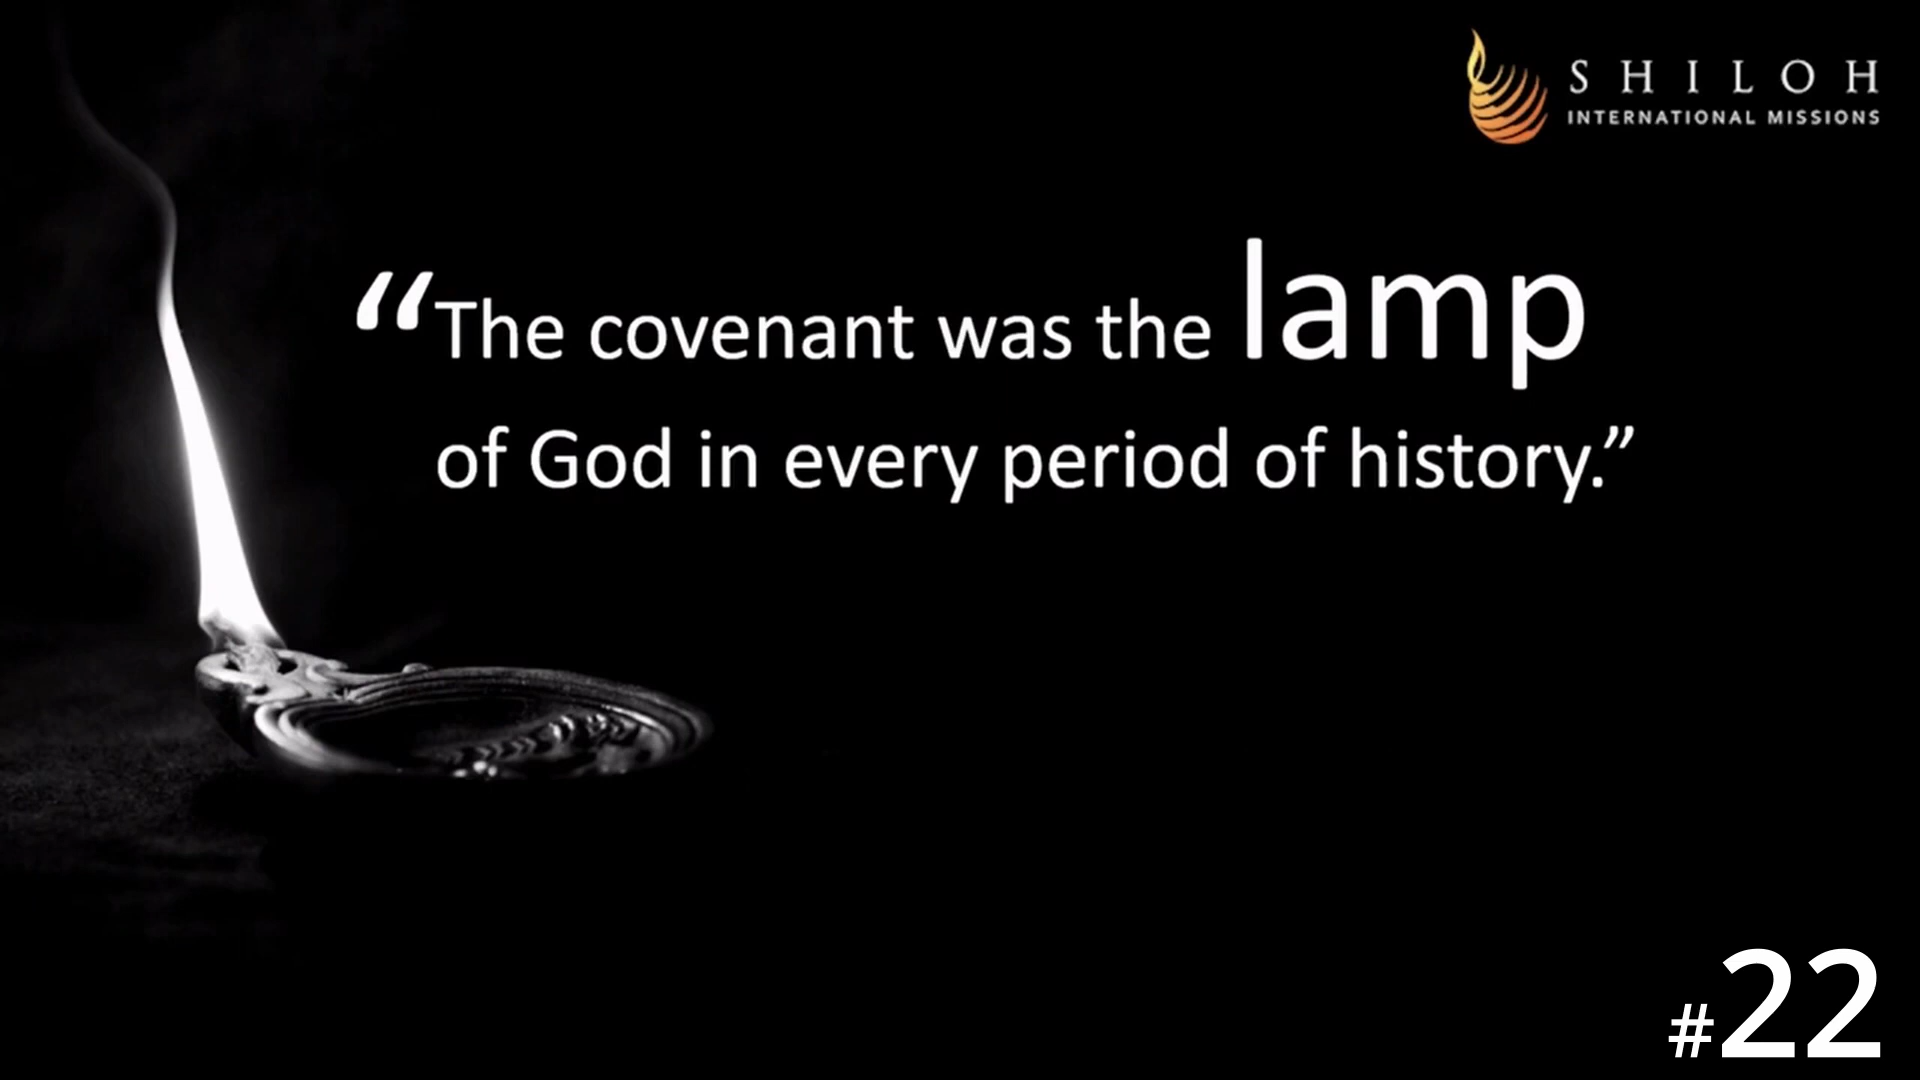 SHILOH
INTERNATIONAL MISSIONS
“The covenant was the lamp
of God in every period of history.”
#22